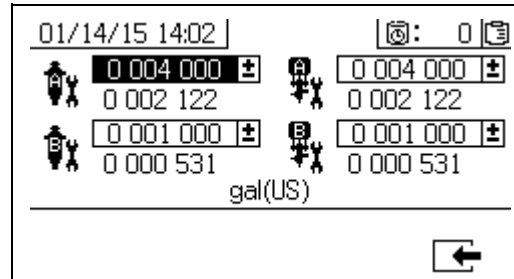 01/14/15 14:02 : 0
A 0 004 000 ± A 0 004 000 ±
0 002 122 0 002 122
B 0 001 000 ± B 0 001 000 ±
0 000 531 0 000 531
gal(US)